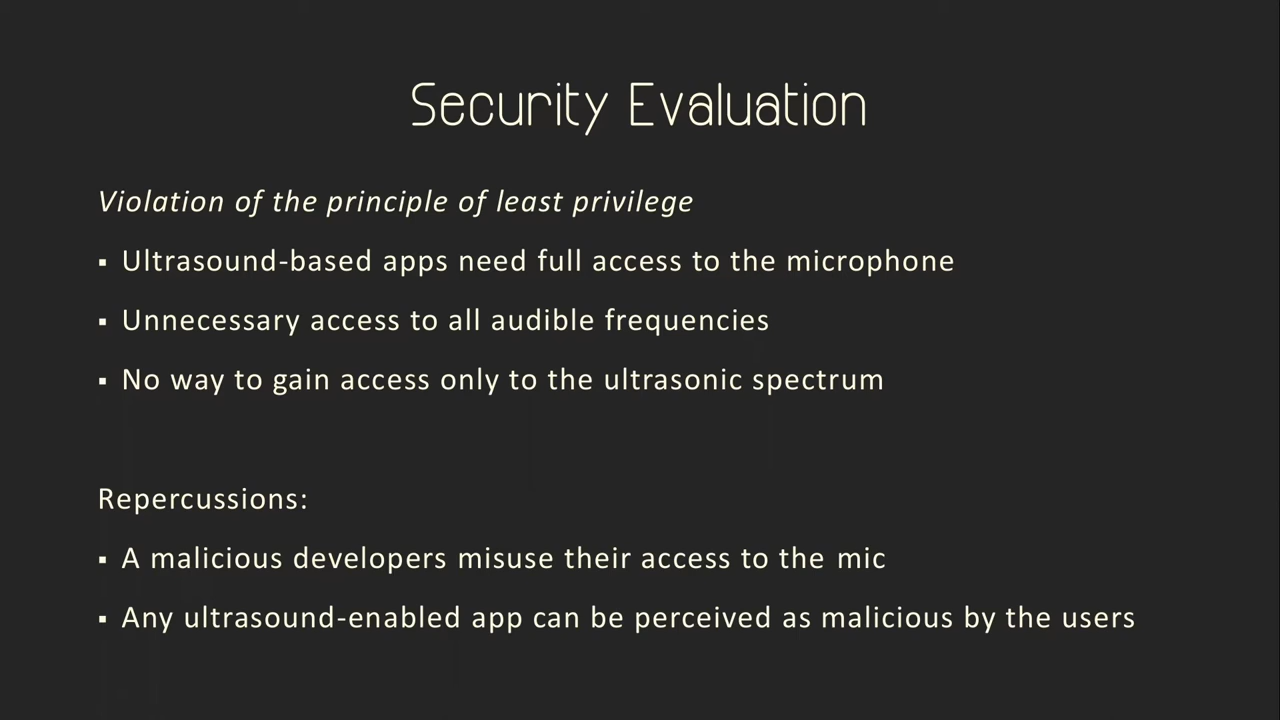 Security Evaluation
Violation of the principle of least privilege
▪ Ultrasound-based apps need full access to the microphone
▪ Unnecessary access to all audible frequencies
▪ No way to gain access only to the ultrasonic spectrum
Repercussions:
▪ A malicious developers misuse their access to the mic
▪ Any ultrasound-enabled app can be perceived as malicious by the users